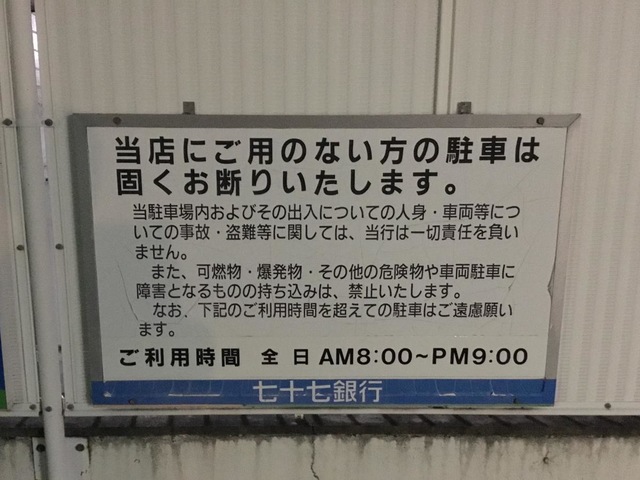 当店にご用のない方の駐車は
固くお断りいたします。
当駐車場内およびその出入についての人身・車両等につ
いての事故・盗難等に関しては、当行は一切責任を負い
ません。
また、可燃物・爆発物・その他の危険物や車両駐車に
障害となるものの持ち込みは、禁止いたします。
なお、下記のご利用時間を超えての駐車はご遠慮願い
ます。
ご利用時間 全日 AM8:00~PM9:00
七十七銀行